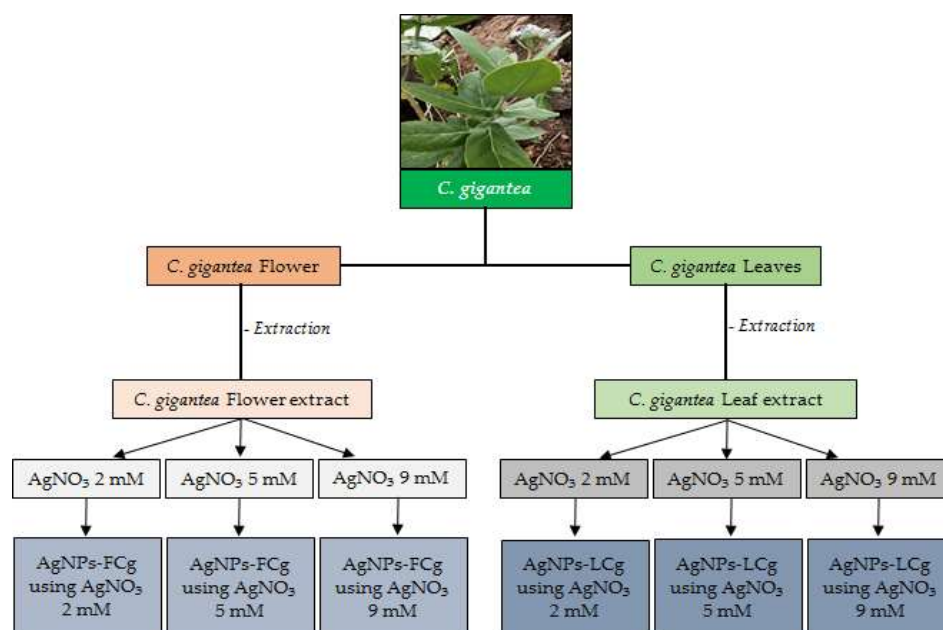 C. gigantea
C. gigantea Flower
C. gigantea Leaves
- Extraction
- Extraction
C. gigantea Flower extract
C. gigantea Leaf extract
AgNO₃ 2 mM
AgNO₃ 5 mM
AgNO₃ 9 mM
AgNO₃ 2 mM
AgNO₃ 5 mM
AgNO₃ 9 mM
AgNPs-FCg
using AgNO₃
2 mM
AgNPs-FCg
using AgNO₃
5 mM
AgNPs-FCg
using AgNO₃
9 mM
AgNPs-LCg
using AgNO₃
2 mM
AgNPs-LCg
using AgNO₃
5 mM
AgNPs-LCg
using AgNO₃
9 mM